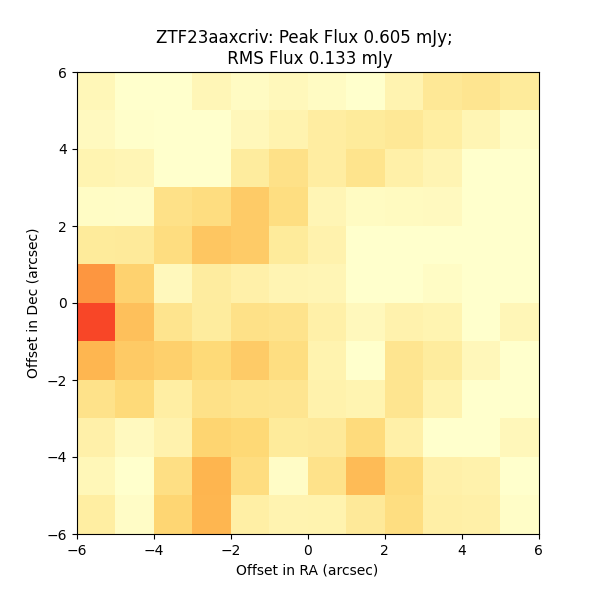 ZTF23aaxcriv: Peak Flux 0.605 mJy;
RMS Flux 0.133 mJy
6
4
2
0
−2
−4
−6
Offset in Dec (arcsec)
−6 −4 −2 0 2 4 6
Offset in RA (arcsec)